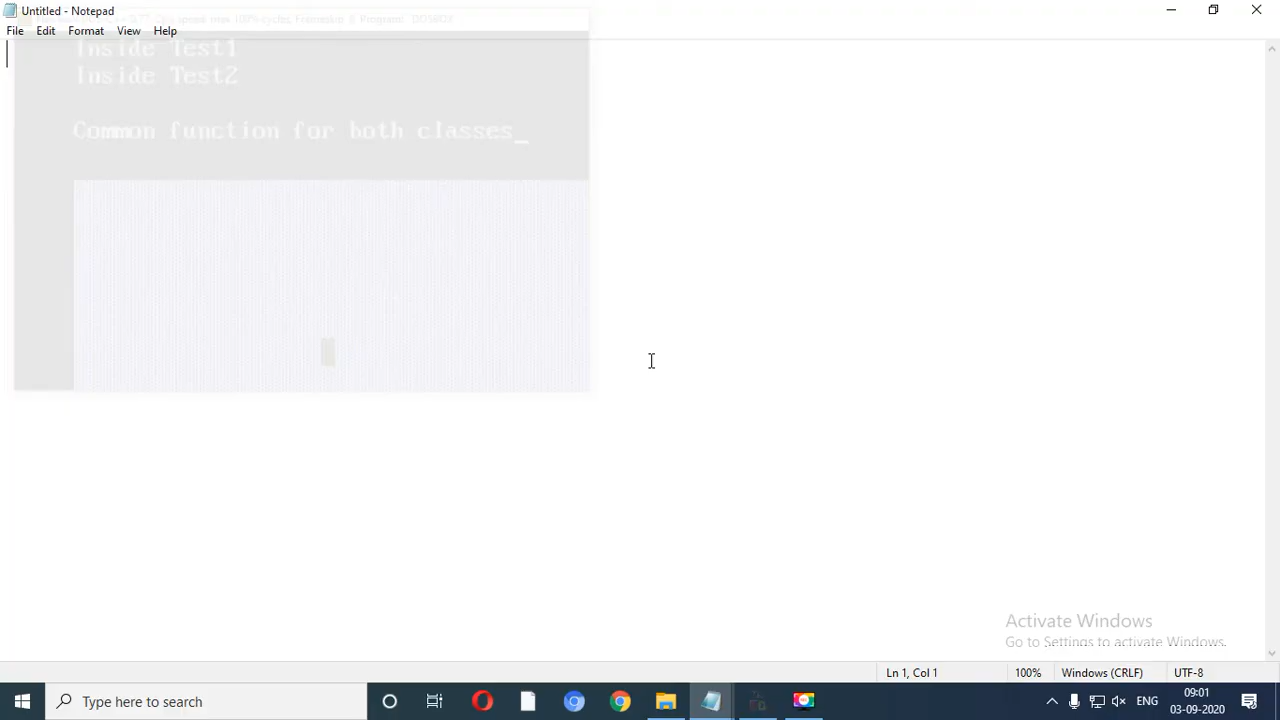 Untitled - Notepad
File Edit Format View Help
Inside Test1
Inside Test2
Common function for both classes_
Activate Windows
Go to Settings to activate Windows.
Ln 1, Col 1 100% Windows (CRLF) UTF-8
Type here to search
ENG
09:01
03-09-2020